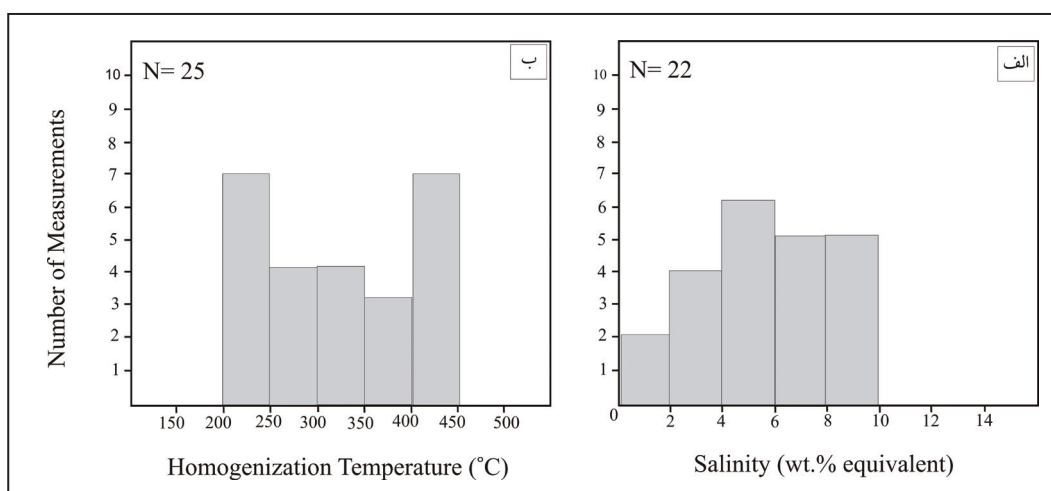 N= 25
ب
10
9
8
7
6
5
4
3
2
1
150 200 250 300 350 400 450 500
Homogenization Temperature (°C)
Number of Measurements
N= 22
الف
10
9
8
7
6
5
4
3
2
1
0 2 4 6 8 10 12 14
Salinity (wt.% equivalent)